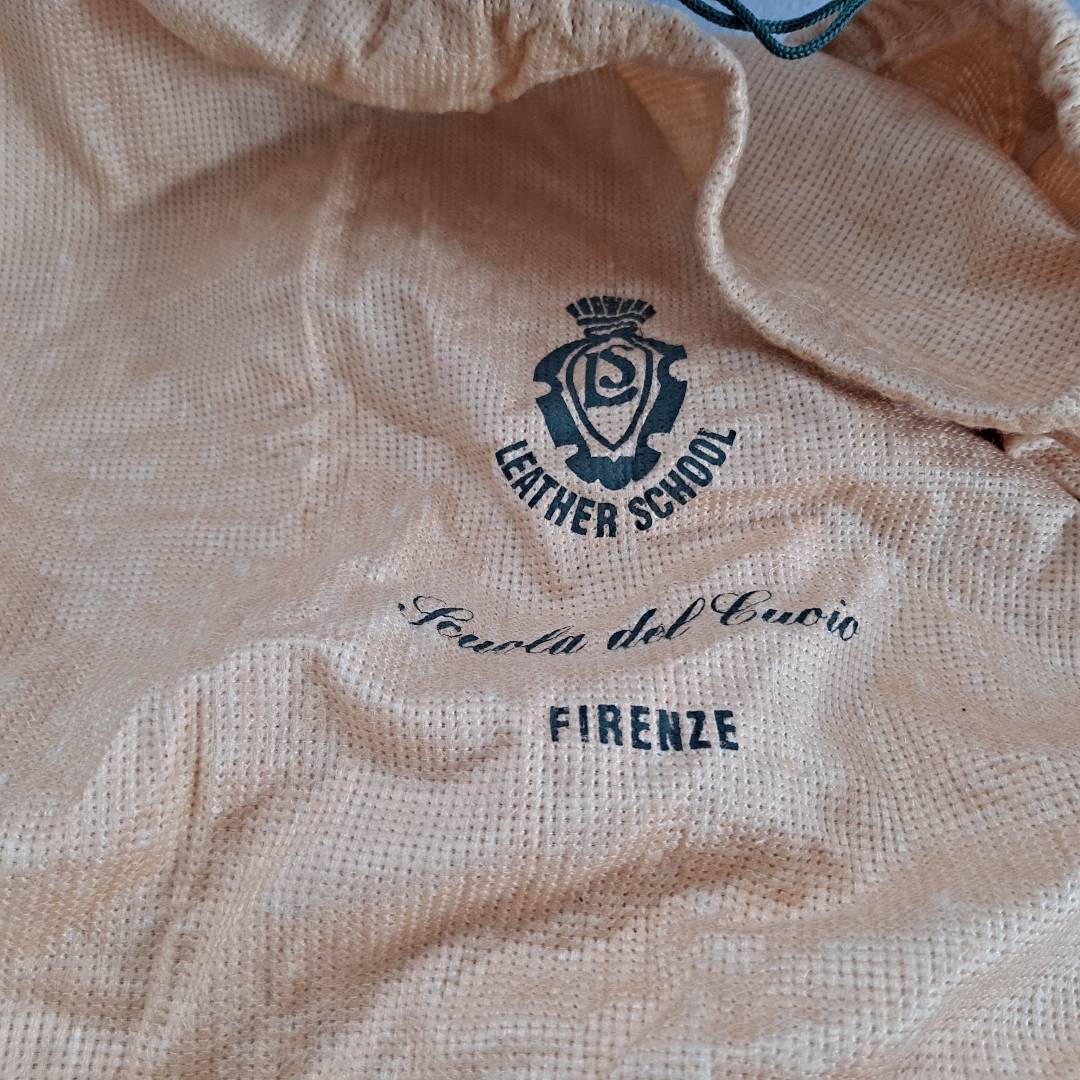 LS
LEATHER SCHOOL
Scuola del Cuoio
FIRENZE